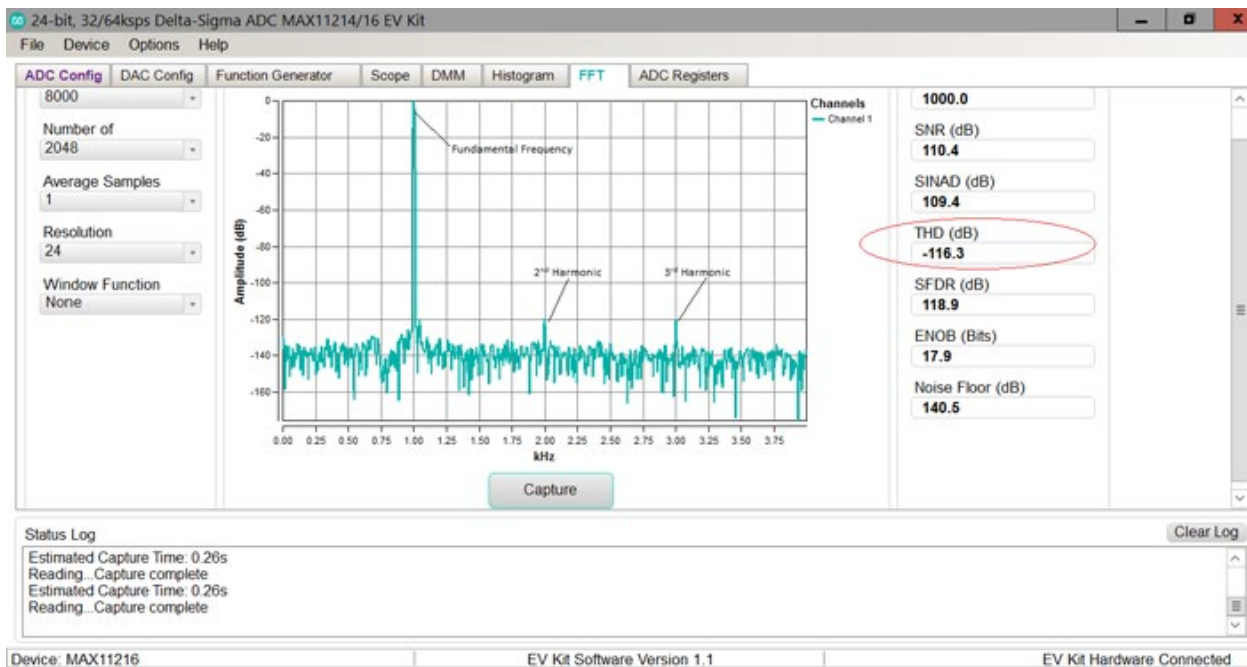 24-bit, 32/64ksps Delta-Sigma ADC MAX11214/16 EV Kit
File Device Options Help
ADC Config DAC Config Function Generator Scope DMM Histogram FFT ADC Registers
8000
Number of
2048
Average Samples
1
Resolution
24
Window Function
None
Amplitude (dB)
0
-20
-40
-60
-80
-100
-120
-140
-160
Fundamental Frequency
2nd Harmonic
3rd Harmonic
0.00 0.25 0.50 0.75 1.00 1.25 1.50 1.75 2.00 2.25 2.50 2.75 3.00 3.25 3.50 3.75
kHz
Channels
Channel 1
Capture
1000.0
SNR (dB)
110.4
SINAD (dB)
109.4
THD (dB)
-116.3
SFDR (dB)
118.9
ENOB (Bits)
17.9
Noise Floor (dB)
140.5
Status Log
Clear Log
Estimated Capture Time: 0.26s
Reading...Capture complete
Estimated Capture Time: 0.26s
Reading...Capture complete
Device: MAX11216
EV Kit Software Version 1.1
EV Kit Hardware Connected